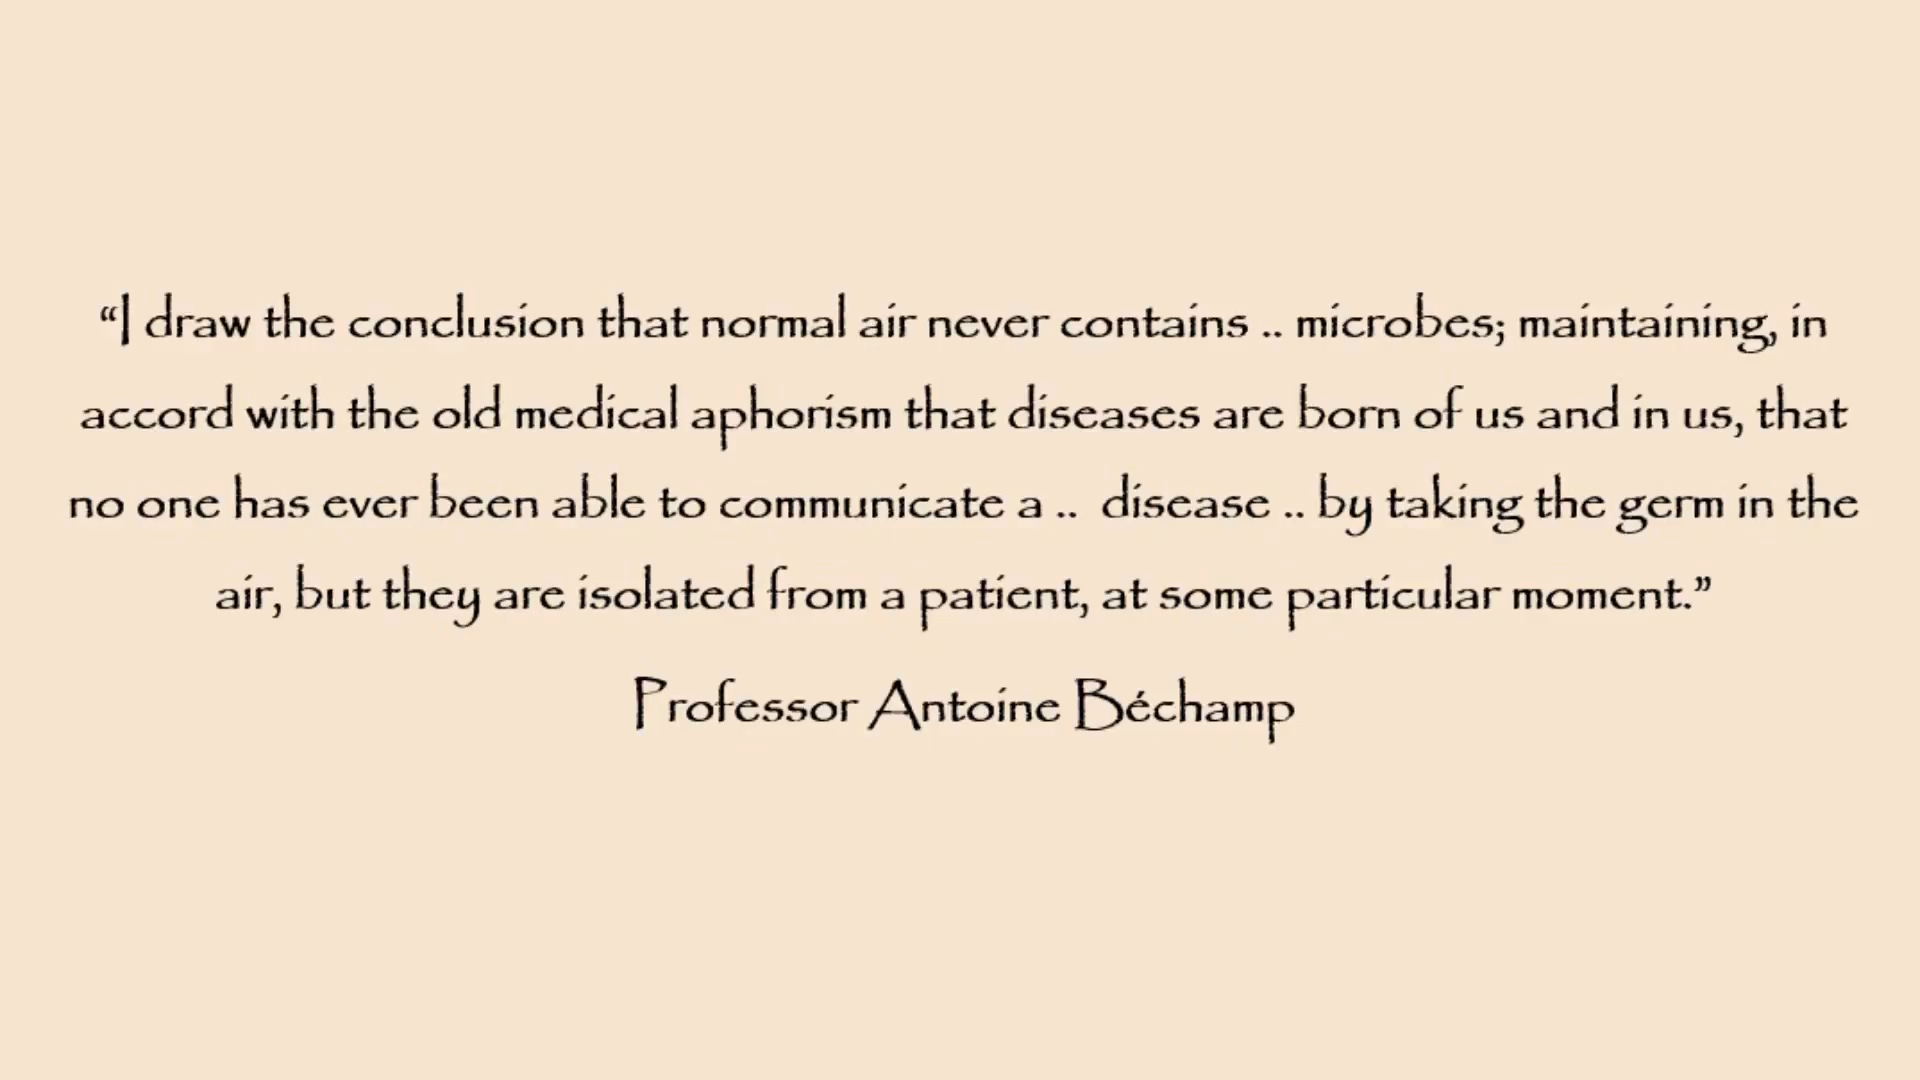 “I draw the conclusion that normal air never contains .. microbes; maintaining, in
accord with the old medical aphorism that diseases are born of us and in us, that
no one has ever been able to communicate a ..  disease .. by taking the germ in the
air, but they are isolated from a patient, at some particular moment.”
Professor Antoine Béchamp